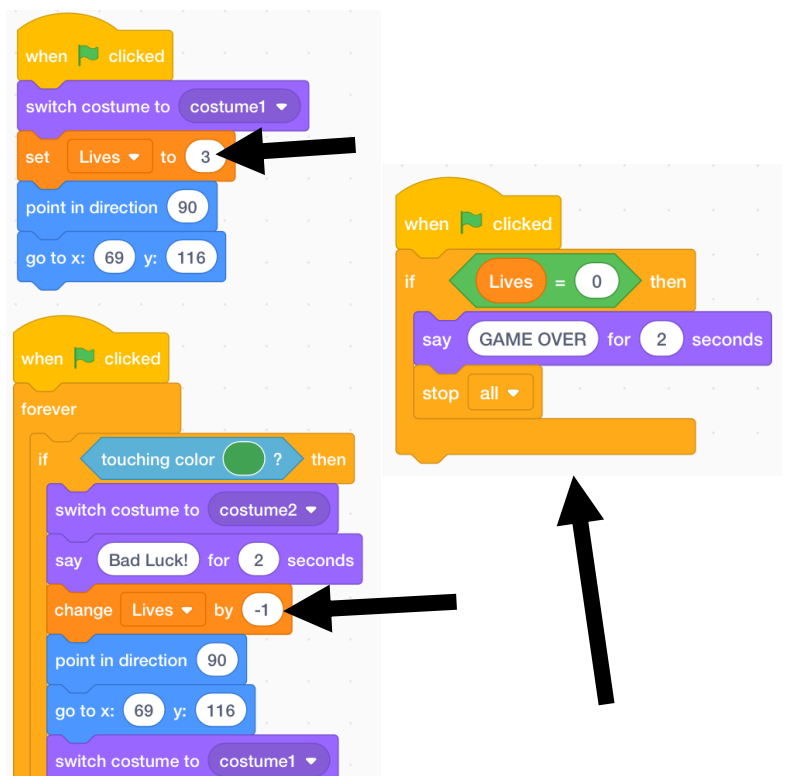 when clicked
switch costume to costume1
set Lives to 3
point in direction 90
go to x: 69 y: 116
when clicked
forever
if touching color ? then
switch costume to costume2
say Bad Luck! for 2 seconds
change Lives by -1
point in direction 90
go to x: 69 y: 116
switch costume to costume1
when clicked
if Lives = 0 then
say GAME OVER for 2 seconds
stop all